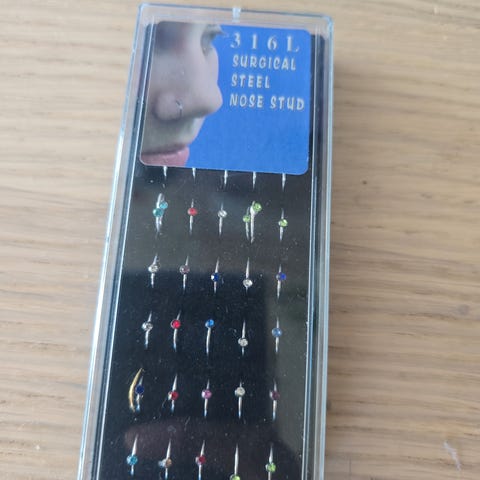 316L
SURGICAL
STEEL
NOSE STUD